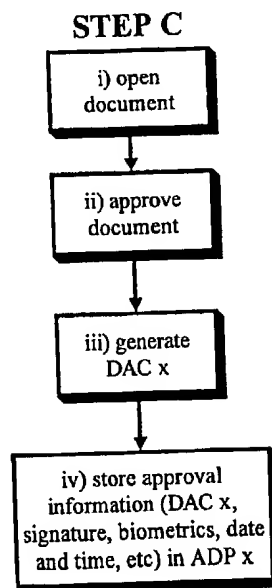 STEP C
i) open
document
ii) approve
document
iii) generate
DAC x
iv) store approval
information (DAC x,
signature, biometrics, date
and time, etc) in ADP x